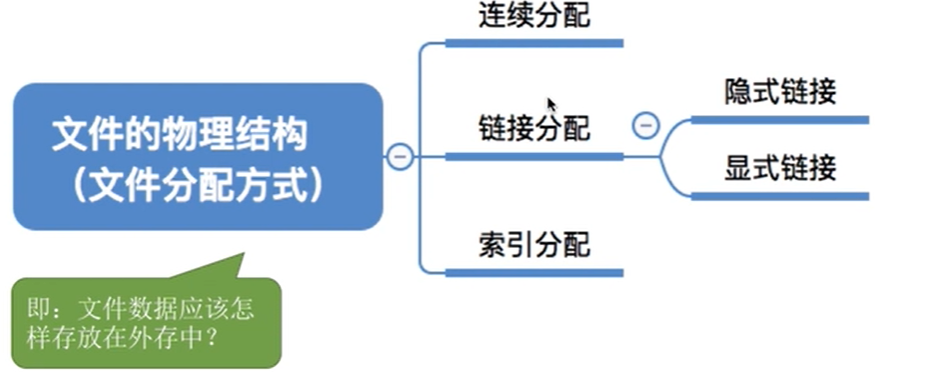 连续分配
隐式链接
文件的物理结构
链接分配
（文件分配方式）
显式链接
索引分配
即：文件数据应该怎
样存放在外存中？